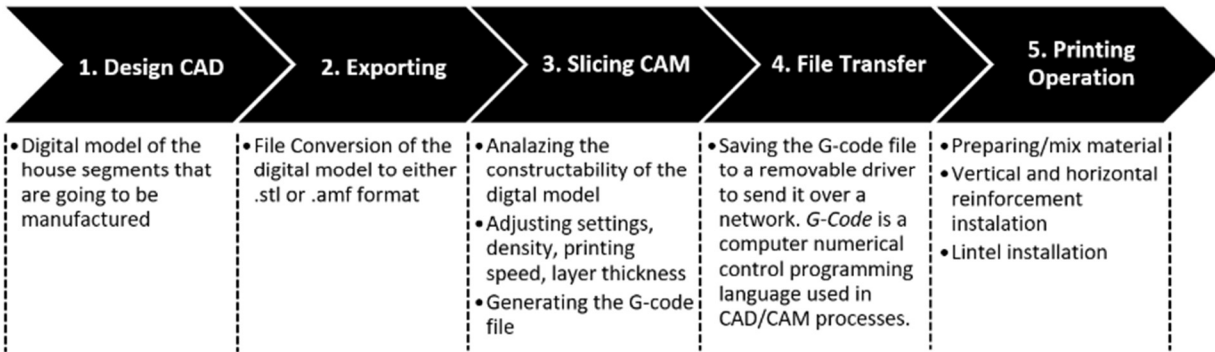 1. Design CAD
2. Exporting
3. Slicing CAM
4. File Transfer
5. Printing
Operation
•Digital model of the
house segments that
are going to be
manufactured
•File Conversion of the
digital model to either
.stl or .amf format
•Analazing the
constructability of the
digtal model
•Adjusting settings,
density, printing
speed, layer thickness
•Generating the G-code
file
•Saving the G-code file
to a removable driver
to send it over a
network. G-Code is a
computer numerical
control programming
language used in
CAD/CAM processes.
•Preparing/mix material
•Vertical and horizontal
reinforcement
instalation
•Lintel installation